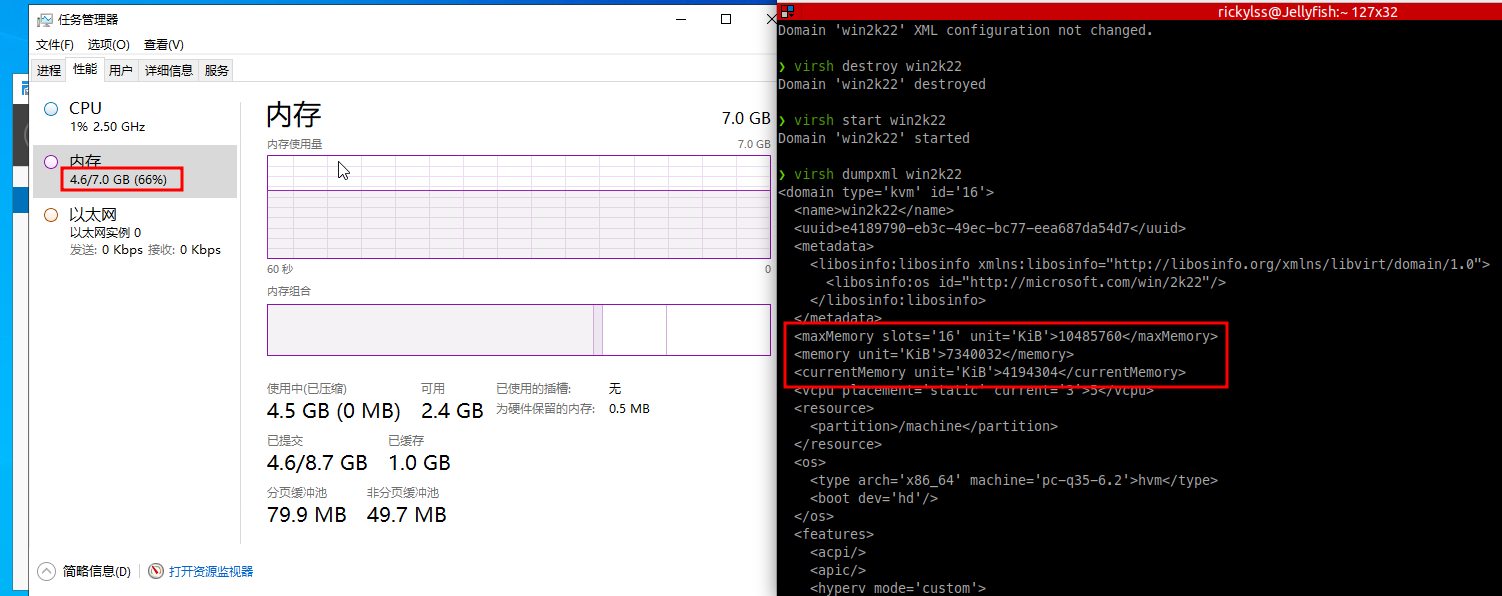 任务管理器
文件(F) 选项(O) 查看(V)
进程 性能 用户 详细信息 服务
CPU
1% 2.50 GHz
内存
4.6/7.0 GB (66%)
以太网
以太网实例 0
发送: 0 Kbps 接收: 0 Kbps
内存
7.0 GB
内存使用量
7.0 GB
60 秒
0
内存组合
使用中(已压缩)
4.5 GB (0 MB)
可用
2.4 GB
已使用的插槽: 无
为硬件保留的内存: 0.5 MB
已提交
4.6/8.7 GB
已缓存
1.0 GB
分页缓冲池
79.9 MB
非分页缓冲池
49.7 MB
简略信息(D)
打开资源监视器
rickylss@Jellyfish:~ 127x32
Domain 'win2k22' XML configuration not changed.
❯ virsh destroy win2k22
Domain 'win2k22' destroyed
❯ virsh start win2k22
Domain 'win2k22' started
❯ virsh dumpxml win2k22
<domain type='kvm' id='16'>
<name>win2k22</name>
<uuid>e4189790-eb3c-49ec-bc77-eea687da54d7</uuid>
<metadata>
<libosinfo:libosinfo xmlns:libosinfo="http://libosinfo.org/xmlns/libvirt/domain/1.0">
<libosinfo:os id="http://microsoft.com/win/2k22"/>
</libosinfo:libosinfo>
</metadata>
<maxMemory slots='16' unit='KiB'>10485760</maxMemory>
<memory unit='KiB'>7340032</memory>
<currentMemory unit='KiB'>4194304</currentMemory>
<vcpu placement='static' current='3'>5</vcpu>
<resource>
<partition>/machine</partition>
</resource>
<os>
<type arch='x86_64' machine='pc-q35-6.2'>hvm</type>
<boot dev='hd'/>
</os>
<features>
<acpi/>
<apic/>
<hyperv mode='custom'>